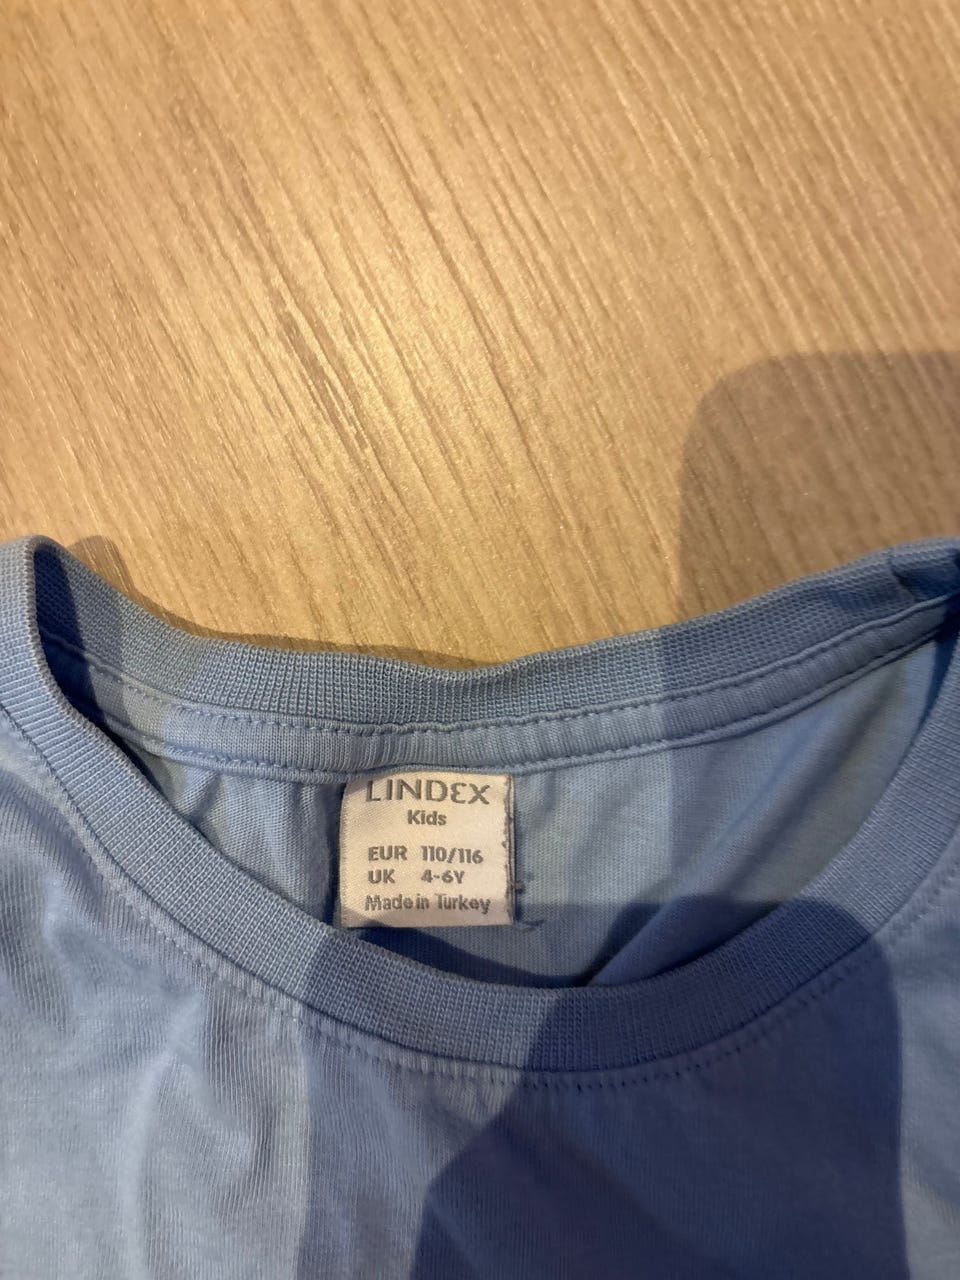 LINDEX
Kids
EUR 110/116
UK 4-6Y
Made in Turkey